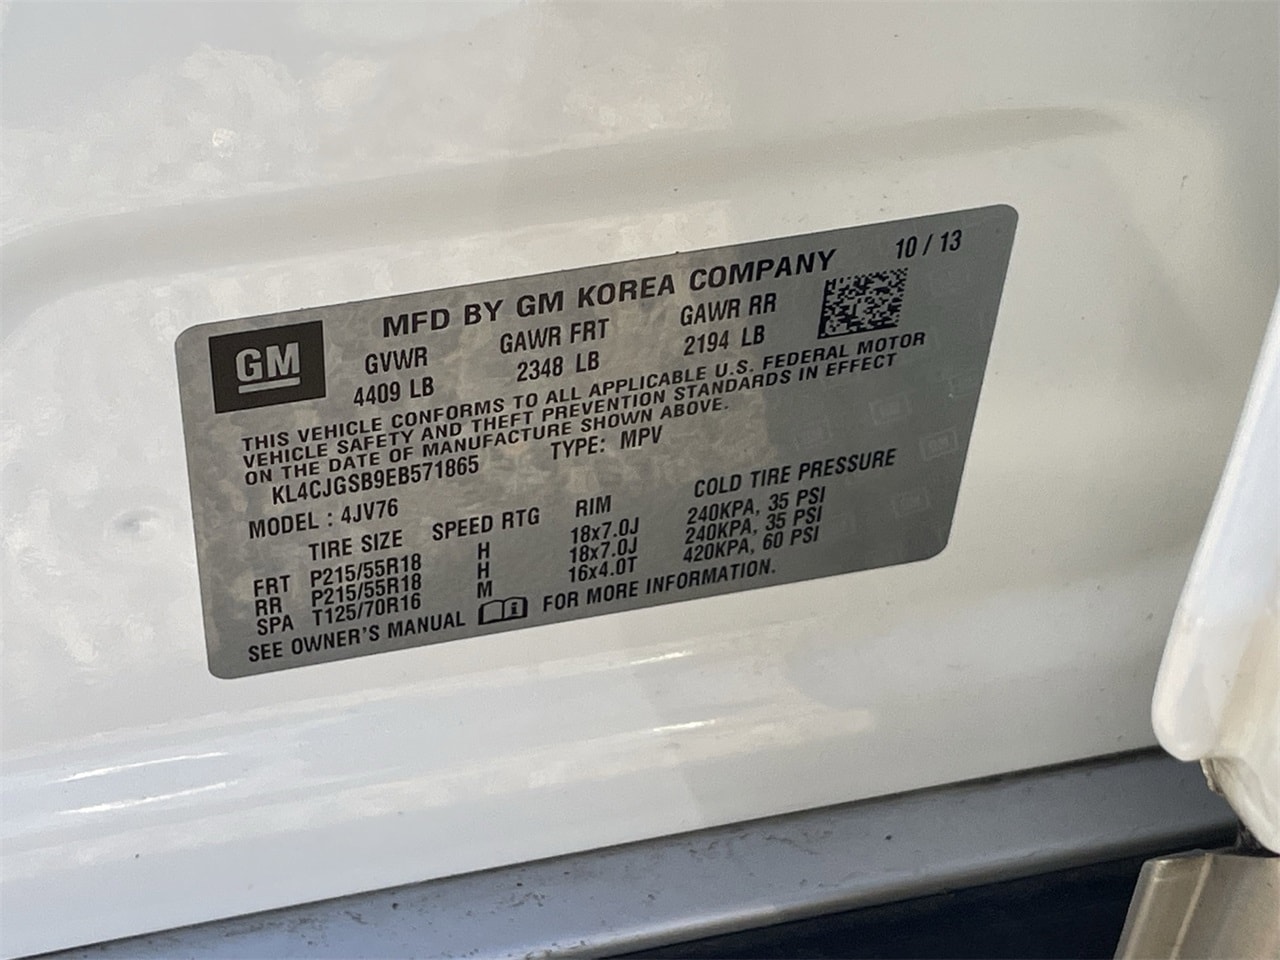 MFD BY GM KOREA COMPANY 10 / 13
GM
GVWR GAWR FRT GAWR RR
4409 LB 2348 LB 2194 LB
THIS VEHICLE CONFORMS TO ALL APPLICABLE U.S. FEDERAL MOTOR
VEHICLE SAFETY AND THEFT PREVENTION STANDARDS IN EFFECT
ON THE DATE OF MANUFACTURE SHOWN ABOVE.
KL4CJGSB9EB571865 TYPE: MPV
MODEL : 4JV76
TIRE SIZE SPEED RTG RIM COLD TIRE PRESSURE
FRT P215/55R18 H 18x7.0J 240KPA, 35 PSI
RR P215/55R18 H 18x7.0J 240KPA, 35 PSI
SPA T125/70R16 M 16x4.0T 420KPA, 60 PSI
SEE OWNER'S MANUAL i FOR MORE INFORMATION.